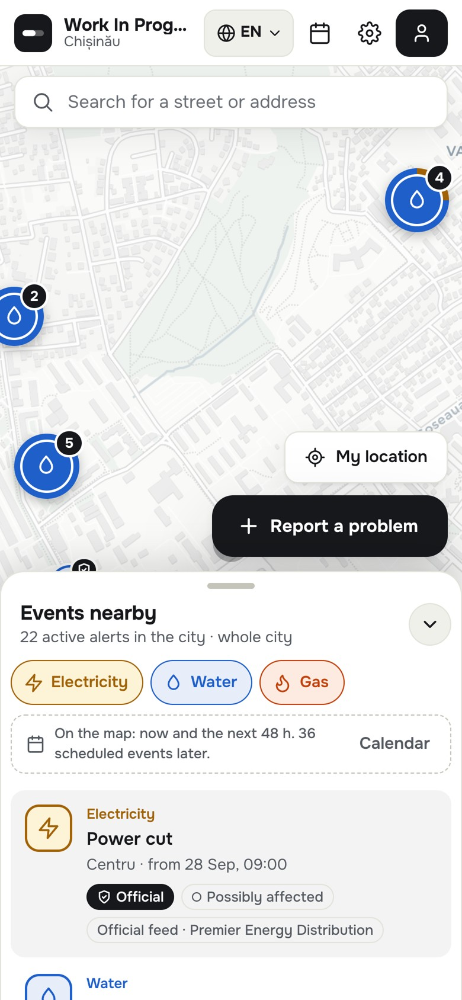 Work In Prog...
Chișinău
EN
Search for a street or address
VA
4
2
5
oseaua
My location
Report a problem
Events nearby
22 active alerts in the city · whole city
Electricity
Water
Gas
On the map: now and the next 48 h. 36
scheduled events later.
Calendar
Electricity
Power cut
Centru · from 28 Sep, 09:00
Official
Possibly affected
Official feed · Premier Energy Distribution
Water